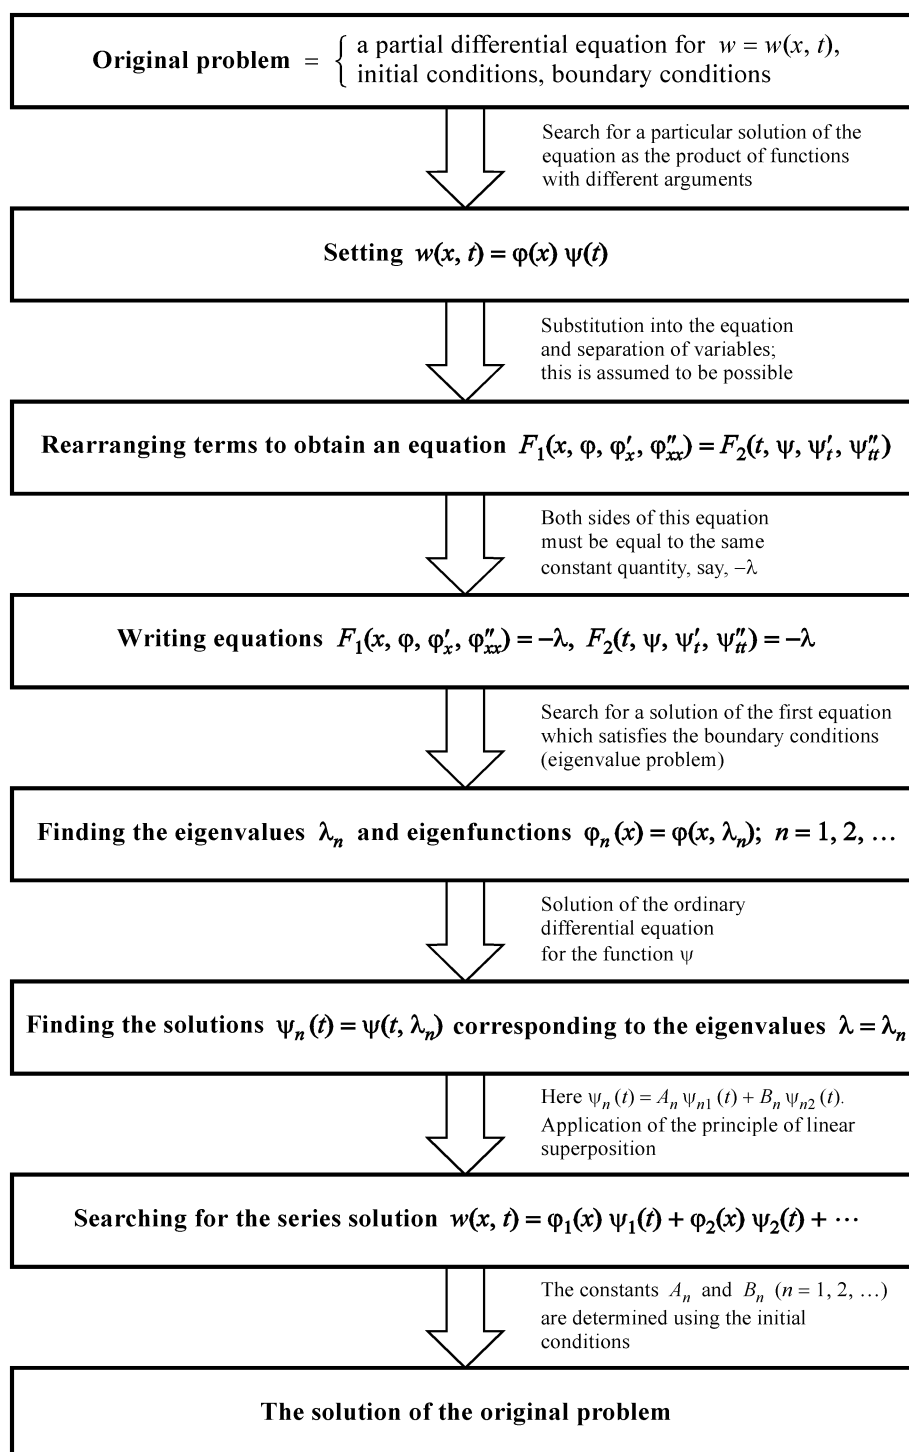 Original problem = { a partial differential equation for w = w(x, t),
initial conditions, boundary conditions
Search for a particular solution of the
equation as the product of functions
with different arguments
Setting w(x, t) = φ(x) ψ(t)
Substitution into the equation
and separation of variables;
this is assumed to be possible
Rearranging terms to obtain an equation F₁(x, φ, φ′ₓ, φ″ₓₓ) = F₂(t, ψ, ψ′ₜ, ψ″ₜₜ)
Both sides of this equation
must be equal to the same
constant quantity, say, −λ
Writing equations F₁(x, φ, φ′ₓ, φ″ₓₓ) = −λ, F₂(t, ψ, ψ′ₜ, ψ″ₜₜ) = −λ
Search for a solution of the first equation
which satisfies the boundary conditions
(eigenvalue problem)
Finding the eigenvalues λₙ and eigenfunctions φₙ(x) = φ(x, λₙ); n = 1, 2, …
Solution of the ordinary
differential equation
for the function ψ
Finding the solutions ψₙ(t) = ψ(t, λₙ) corresponding to the eigenvalues λ = λₙ
Here ψₙ(t) = Aₙ ψₙ₁(t) + Bₙ ψₙ₂(t).
Application of the principle of linear
superposition
Searching for the series solution w(x, t) = φ₁(x) ψ₁(t) + φ₂(x) ψ₂(t) + ⋯
The constants Aₙ and Bₙ (n = 1, 2, …)
are determined using the initial
conditions
The solution of the original problem